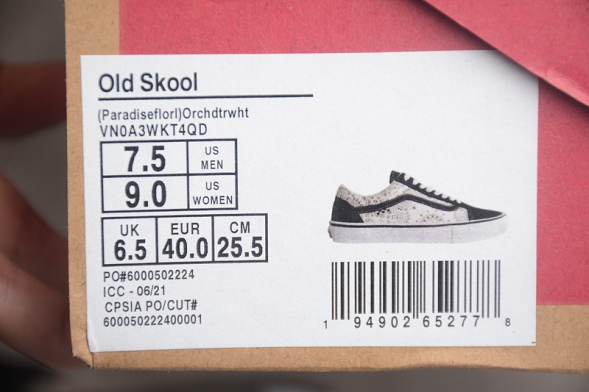 Old Skool
(Paradiseflorl)Orchdtrwht
VN0A3WKT4QD
7.5 US MEN
9.0 US WOMEN
UK EUR CM
6.5 40.0 25.5
PO#6000502224
ICC - 06/21
CPSIA PO/CUT#
600050222400001
1 94902 65277 8